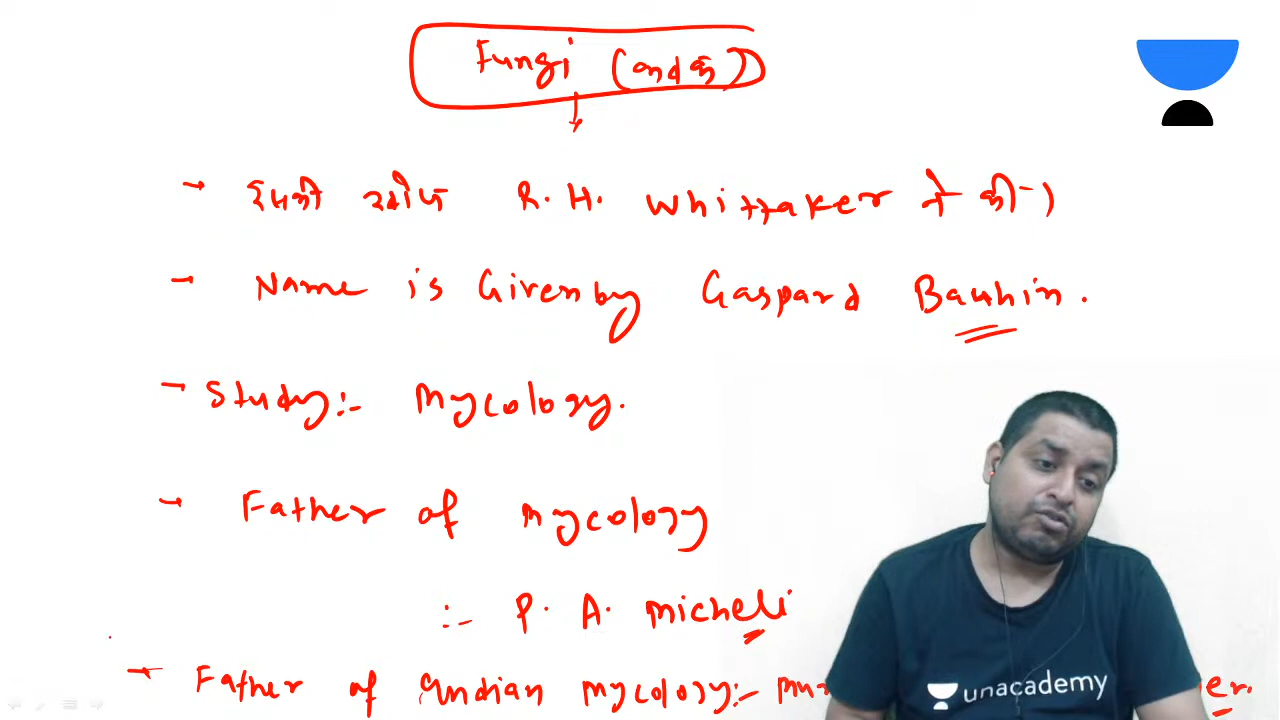 Fungi (कवक)
→ इसकी खोज R. H. Whittaker ने की।
→ Name is Given by Gaspard Bauhin.
→ Study:- Mycology.
→ Father of Mycology
:- P. A. Micheli
→ Father of Indian Mycology:-
unacademy